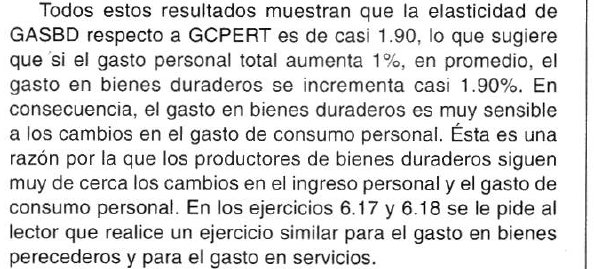 Todos estos resultados muestran que la elasticidad de
GASBD respecto a GCPERT es de casi 1.90, lo que sugiere
que si el gasto personal total aumenta 1%, en promedio, el
gasto en bienes duraderos se incrementa casi 1.90%. En
consecuencia, el gasto en bienes duraderos es muy sensible
a los cambios en el gasto de consumo personal. Ésta es una
razón por la que los productores de bienes duraderos siguen
muy de cerca los cambios en el ingreso personal y el gasto de
consumo personal. En los ejercicios 6.17 y 6.18 se le pide al
lector que realice un ejercicio similar para el gasto en bienes
perecederos y para el gasto en servicios.